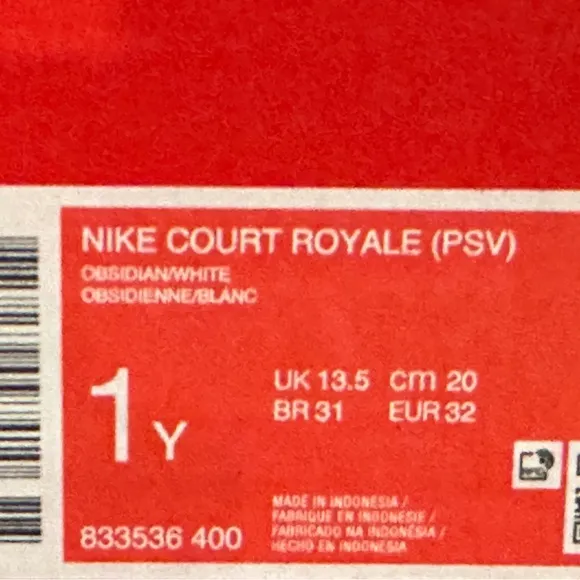 NIKE COURT ROYALE (PSV)
OBSIDIAN/WHITE
OBSIDIENNE/BLANC
1Y
UK 13.5 cm 20
BR 31 EUR 32
MADE IN INDONESIA /
FABRIQUE EN INDONESIE /
FABRICADO NA INDONESIA /
HECHO EN INDONESIA
833536 400